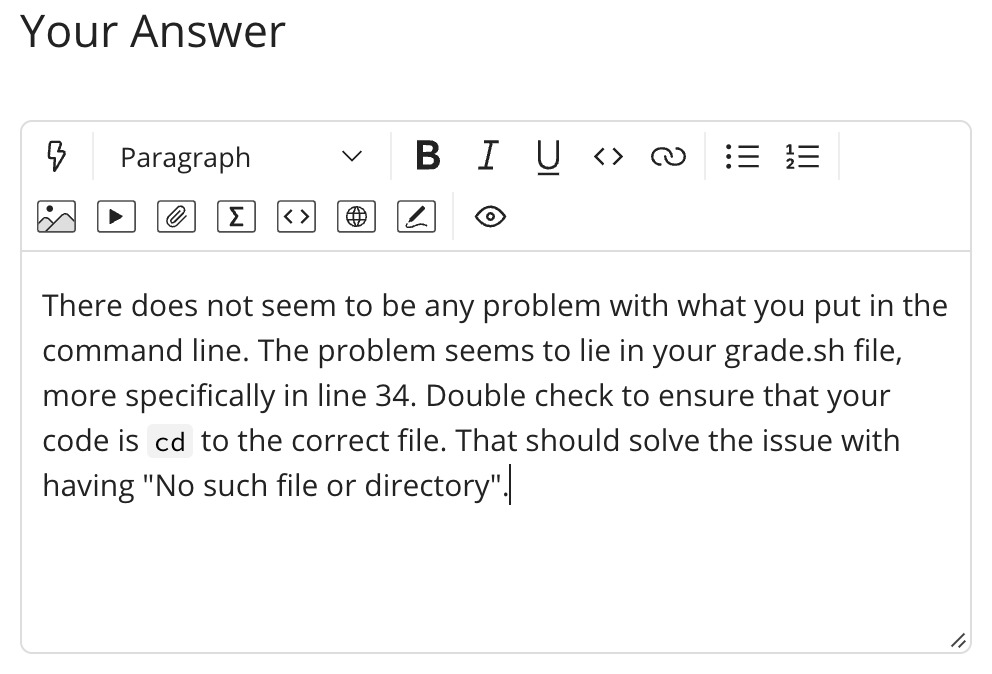 Your Answer
Paragraph
B I U
There does not seem to be any problem with what you put in the
command line. The problem seems to lie in your grade.sh file,
more specifically in line 34. Double check to ensure that your
code is cd to the correct file. That should solve the issue with
having "No such file or directory".